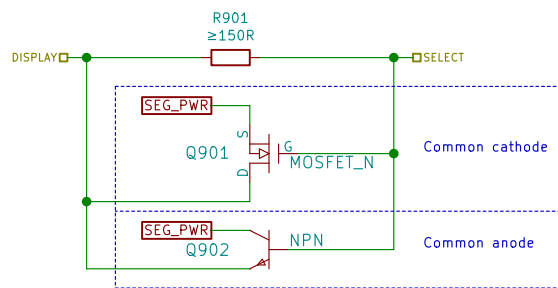 R901
≥150R
DISPLAY
SELECT
SEG_PWR
S
Q901
G
MOSFET_N
D
Common cathode
SEG_PWR
Q902
NPN
Common anode